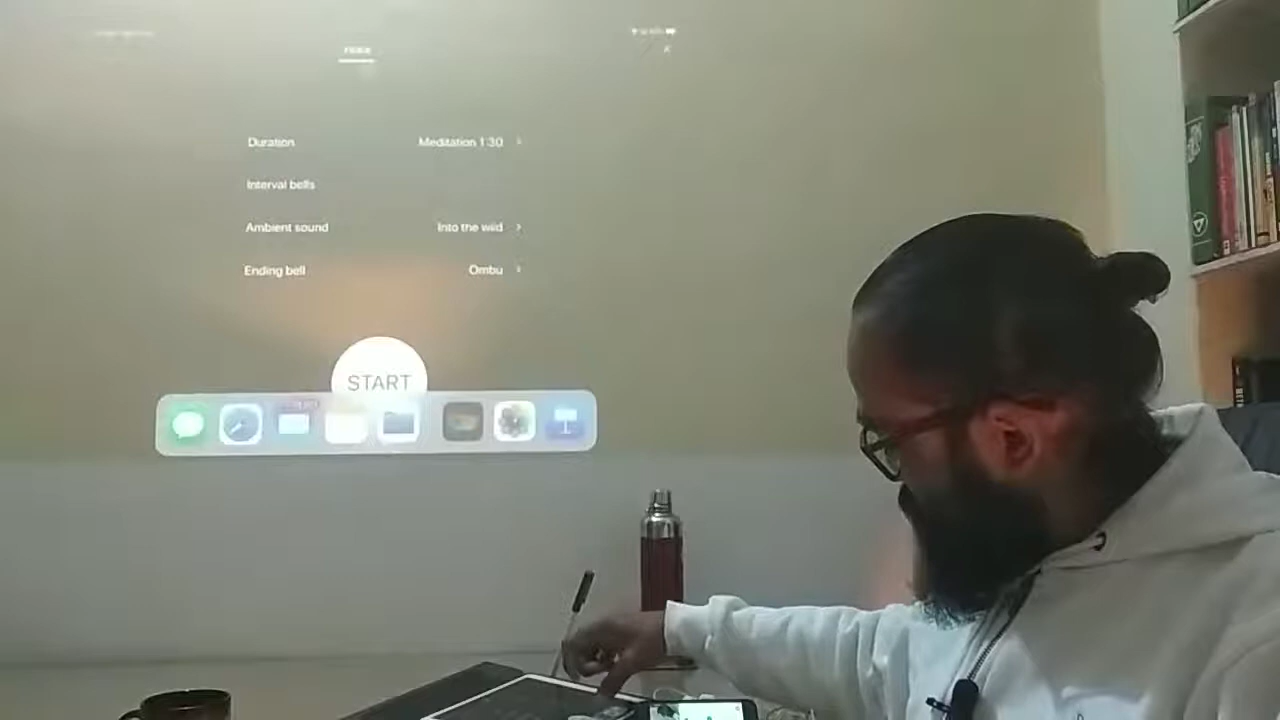 Duration Meditation 1:30
Interval bells
Ambient sound Into the wild
Ending bell Ombu
START